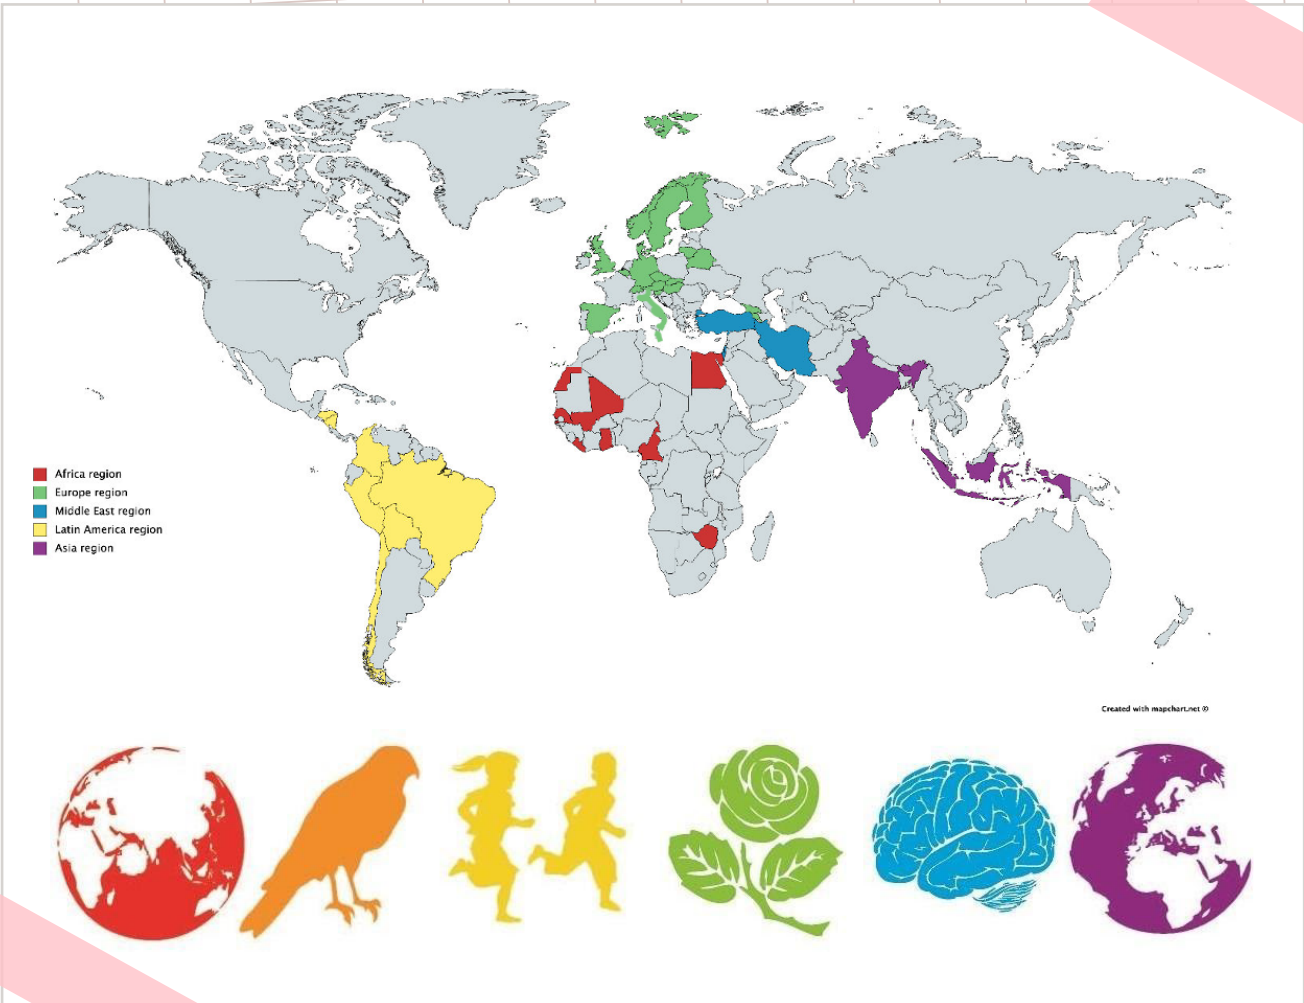 Africa region
Europe region
Middle East region
Latin America region
Asia region
Created with mapchart.net ©